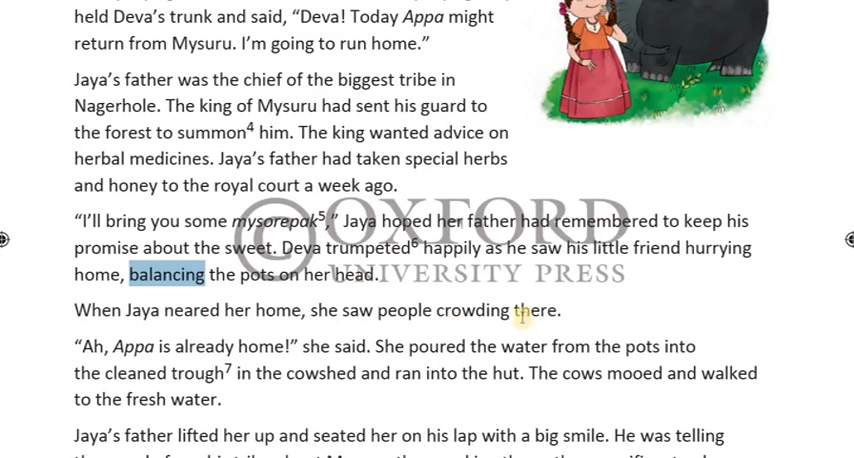 held Deva's trunk and said, “Deva! Today Appa might
return from Mysuru. I'm going to run home.”
Jaya's father was the chief of the biggest tribe in
Nagerhole. The king of Mysuru had sent his guard to
the forest to summon4 him. The king wanted advice on
herbal medicines. Jaya's father had taken special herbs
and honey to the royal court a week ago.
“I'll bring you some mysorepak5,” Jaya hoped her father had remembered to keep his
promise about the sweet. Deva trumpeted6 happily as he saw his little friend hurrying
home, balancing the pots on her head.
© OXFORD
UNIVERSITY PRESS
When Jaya neared her home, she saw people crowding there.
“Ah, Appa is already home!” she said. She poured the water from the pots into
the cleaned trough7 in the cowshed and ran into the hut. The cows mooed and walked
to the fresh water.
Jaya's father lifted her up and seated her on his lap with a big smile. He was telling